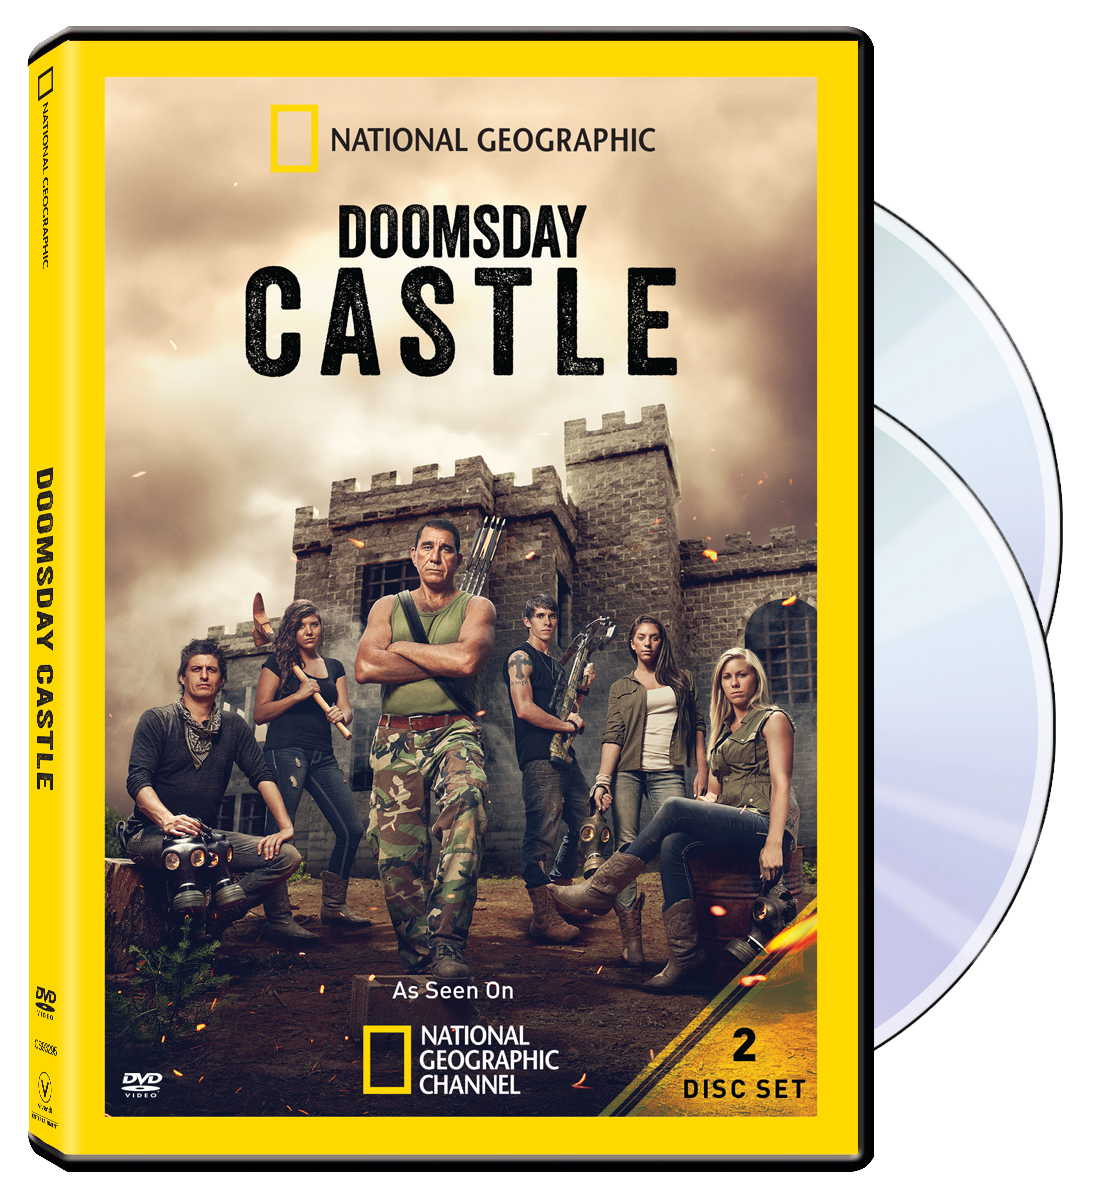 NATIONAL GEOGRAPHIC
DOOMSDAY
CASTLE
As Seen On
NATIONAL
GEOGRAPHIC
CHANNEL
DVD
VIDEO
2
DISC SET
NATIONAL GEOGRAPHIC
DOOMSDAY CASTLE
DVD
VIDEO